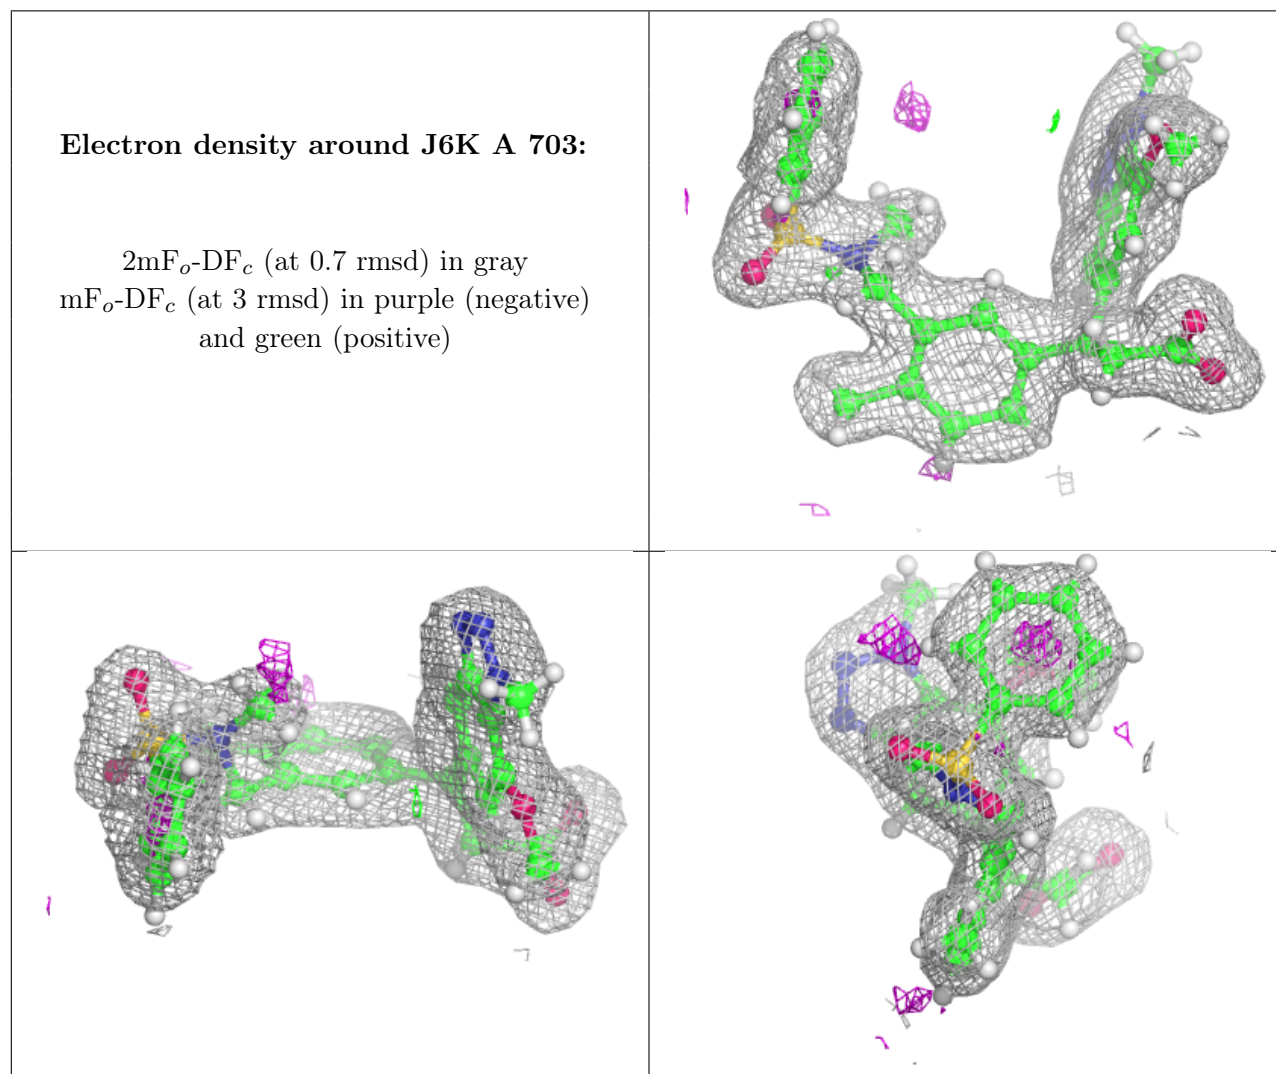 Electron density around J6K A 703:
2mFo-DFc (at 0.7 rmsd) in gray
mFo-DFc (at 3 rmsd) in purple (negative)
and green (positive)